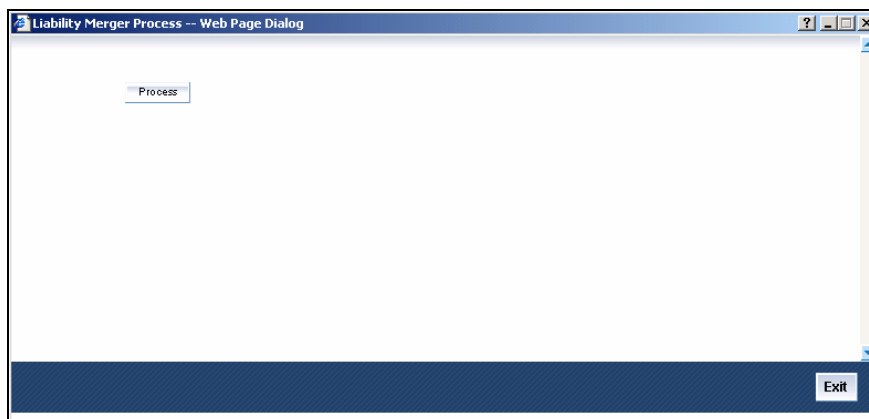 Liability Merger Process -- Web Page Dialog
Process
Exit